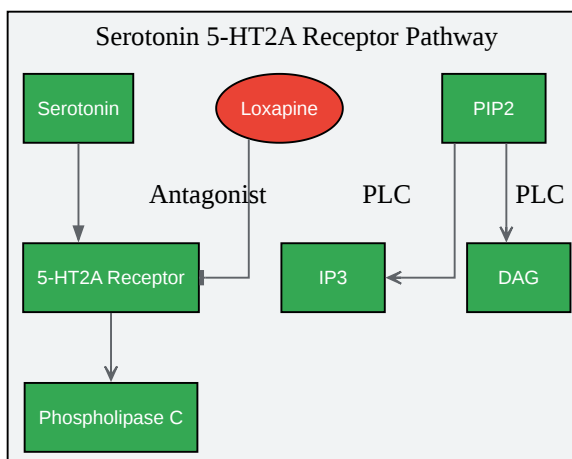 Serotonin 5-HT2A Receptor Pathway
Serotonin
Loxapine
PIP2
Antagonist
PLC
PLC
5-HT2A Receptor
IP3
DAG
Phospholipase C